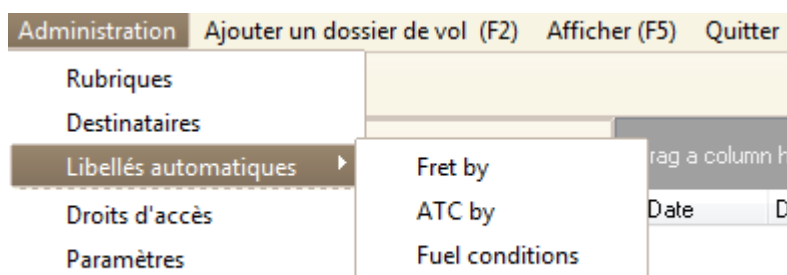 Administration Ajouter un dossier de vol (F2) Afficher (F5) Quitter
Rubriques
Destinataires
Libellés automatiques Fret by rag a column h
Droits d'accès ATC by Date D
Paramètres Fuel conditions